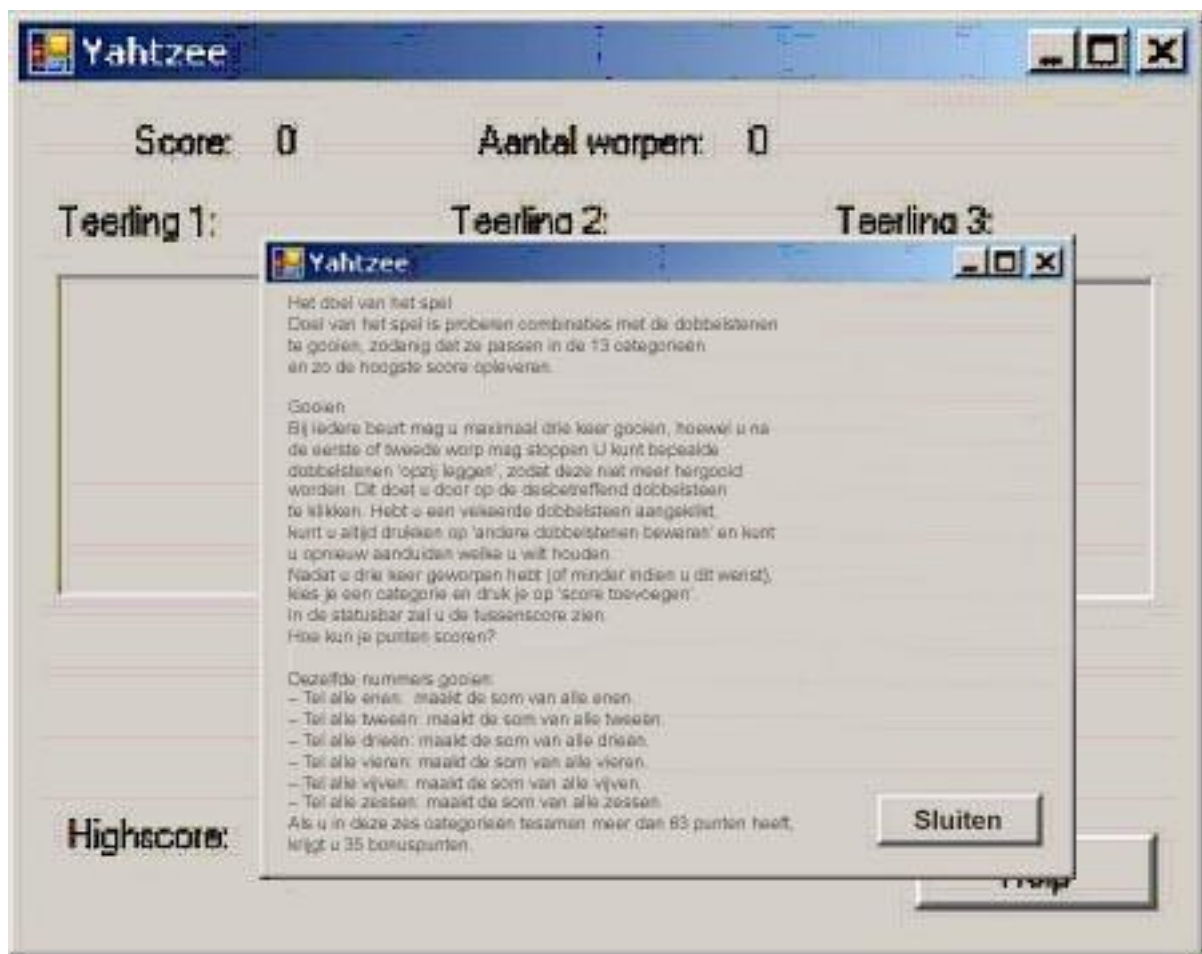 Yahtzee
Score: 0 Aantal worpen: 0
Teerling 1: Teerling 2: Teerling 3:
Yahtzee
Het doel van het spel
Doel van het spel is proberen combinaties met de dobbelstenen
te gooien, zodanig dat ze passen in de 13 categorieen
en zo de hoogste score opleveren.
Gooien
Bij iedere beurt mag u maximaal drie keer gooien, hoewel u na
de eerste of tweede worp mag stoppen U kunt bepaalde
dobbelstenen 'opzij leggen', zodat deze niet meer hergooid
worden. Dit doet u door op de desbetreffend dobbelsteen
te klikken. Hebt u een vekeerde dobbelsteen aangeklikt,
kunt u altijd drukken op 'andere dobbelstenen beweren' en kunt
u opnieuw aanduiden welke u wilt houden.
Nadat u drie keer geworpen hebt (of minder indien u dit wenst),
kies je een categorie en druk je op 'score toevoegen'.
In de statusbar zal u de tussenscore zien.
Hoe kun je punten scoren?
Dezelfde nummers gooien:
– Tel alle enen: maakt de som van alle enen.
– Tel alle tweeën: maakt de som van alle tweeën.
– Tel alle drieën: maakt de som van alle drieën.
– Tel alle vieren: maakt de som van alle vieren.
– Tel alle vijven: maakt de som van alle vijven.
– Tel alle zessen: maakt de som van alle zessen.
Als u in deze zes categorieen tesamen meer dan 63 punten heeft,
krijgt u 35 bonuspunten.
Sluiten
Highscore:
Help